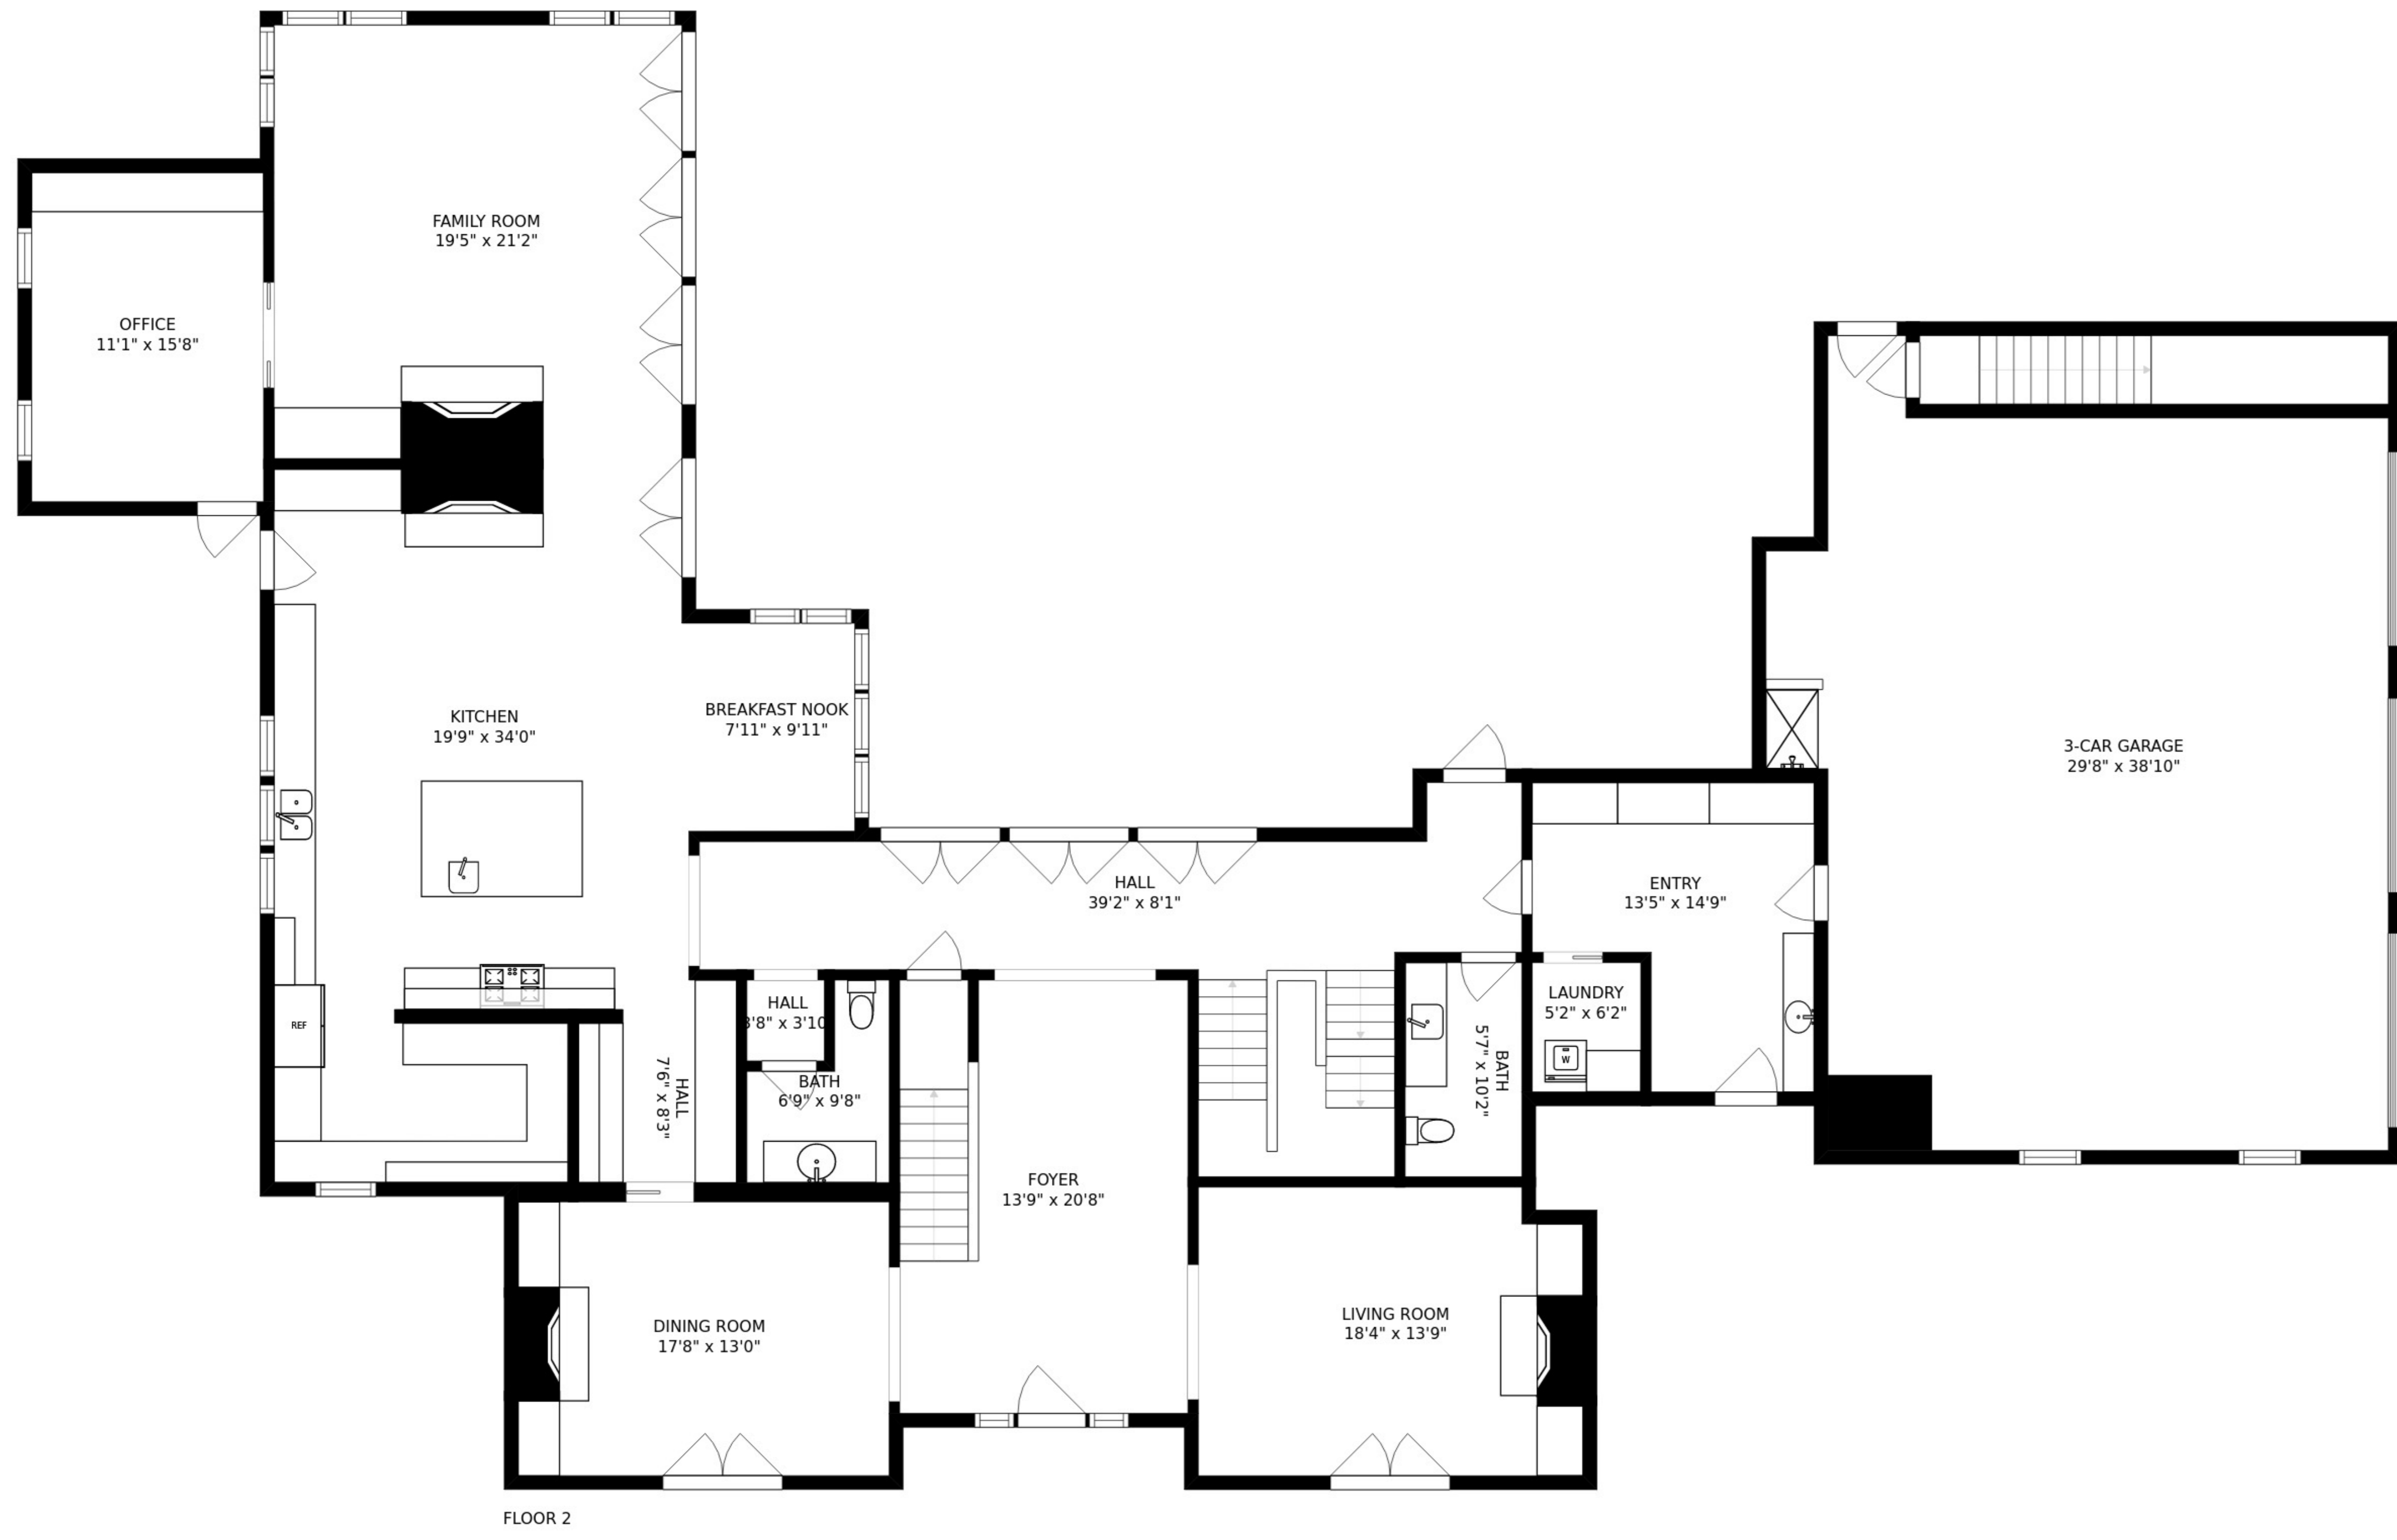 FAMILY ROOM
19'5" x 21'2"
OFFICE
11'1" x 15'8"
KITCHEN
19'9" x 34'0"
BREAKFAST NOOK
7'11" x 9'11"
3-CAR GARAGE
29'8" x 38'10"
HALL
39'2" x 8'1"
ENTRY
13'5" x 14'9"
HALL
8'8" x 3'10
LAUNDRY
5'2" x 6'2"
REF
W
BATH
5'7" x 10'2"
HALL
7'6" x 8'3"
BATH
6'9" x 9'8"
FOYER
13'9" x 20'8"
DINING ROOM
17'8" x 13'0"
LIVING ROOM
18'4" x 13'9"
FLOOR 2